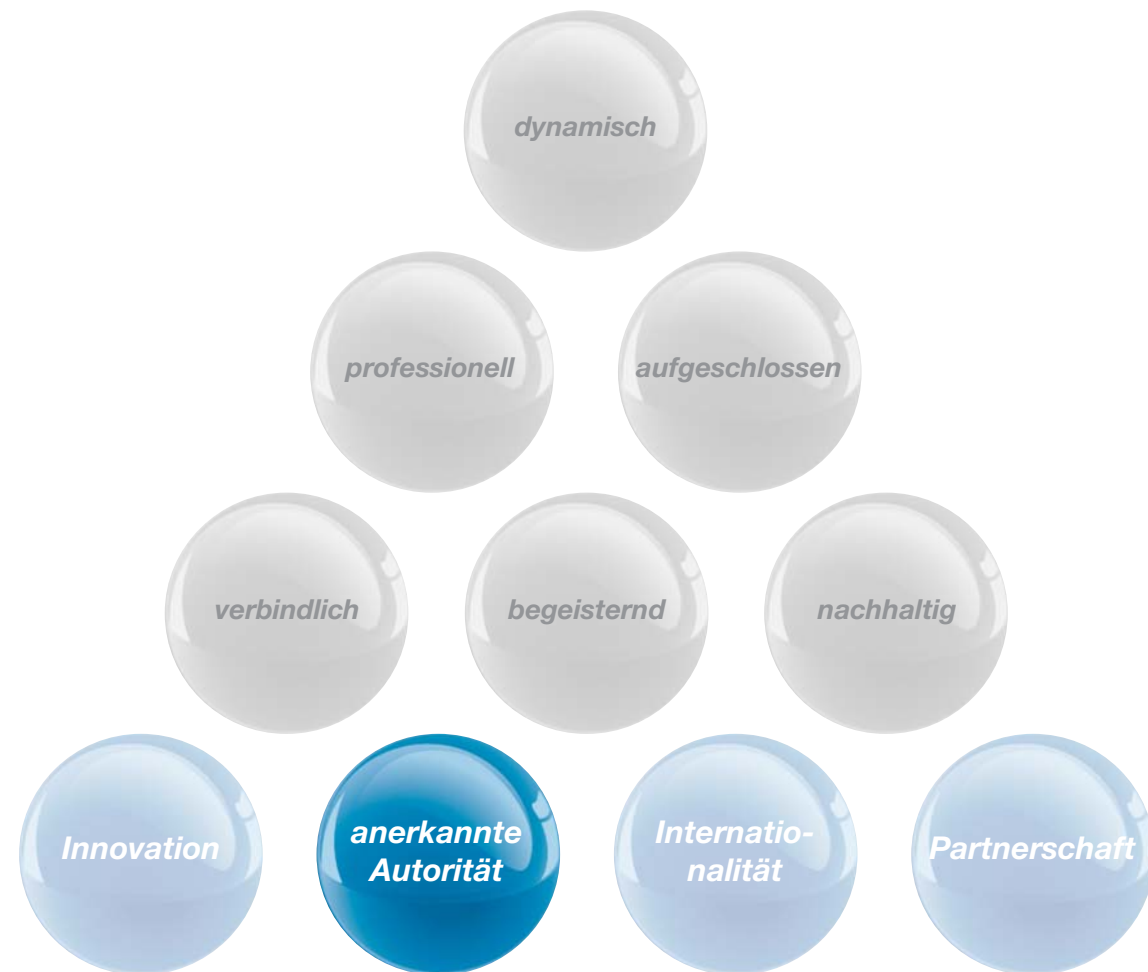 dynamisch
professionell
aufgeschlossen
verbindlich
begeisternd
nachhaltig
Innovation
anerkannte
Autorität
Internatio-
nalität
Partnerschaft